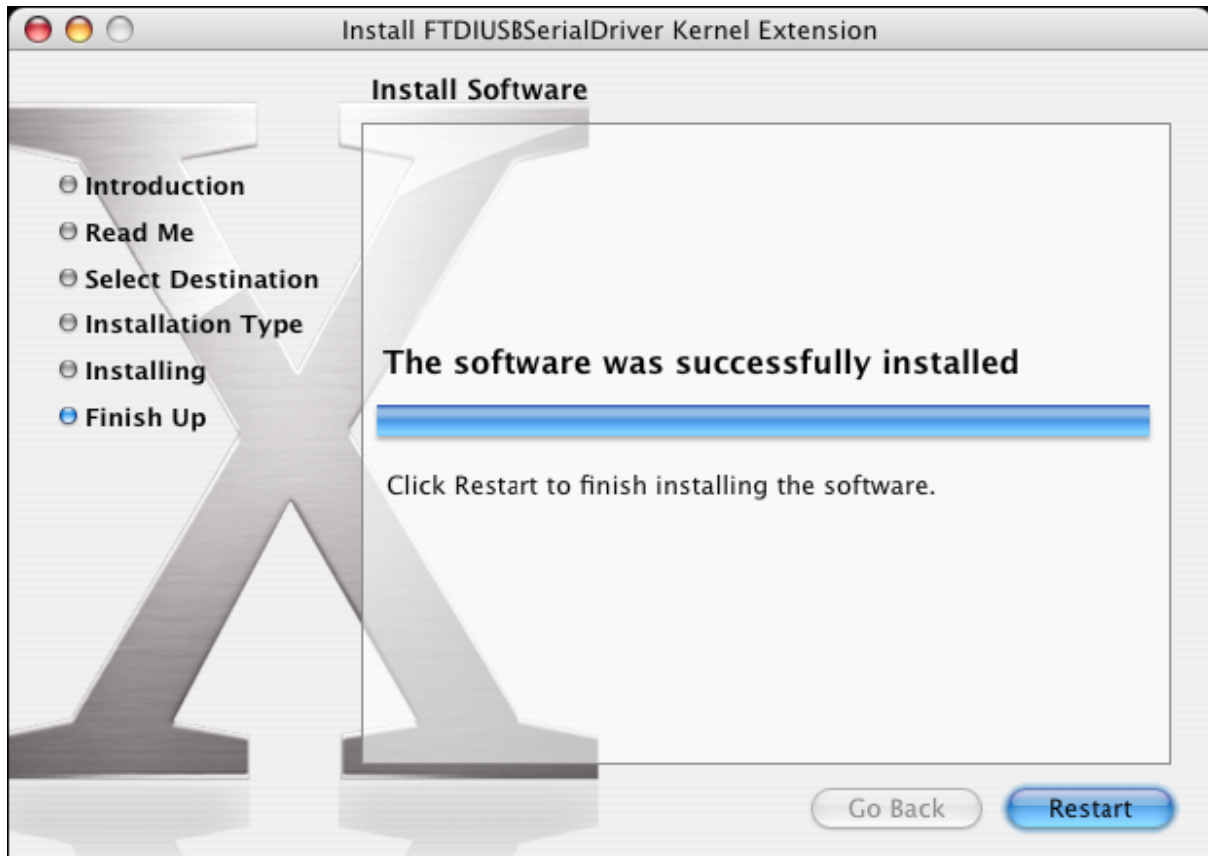 Install FTDIUSBSerialDriver Kernel Extension
Install Software
Introduction
Read Me
Select Destination
Installation Type
Installing
Finish Up
The software was successfully installed
Click Restart to finish installing the software.
Go Back
Restart